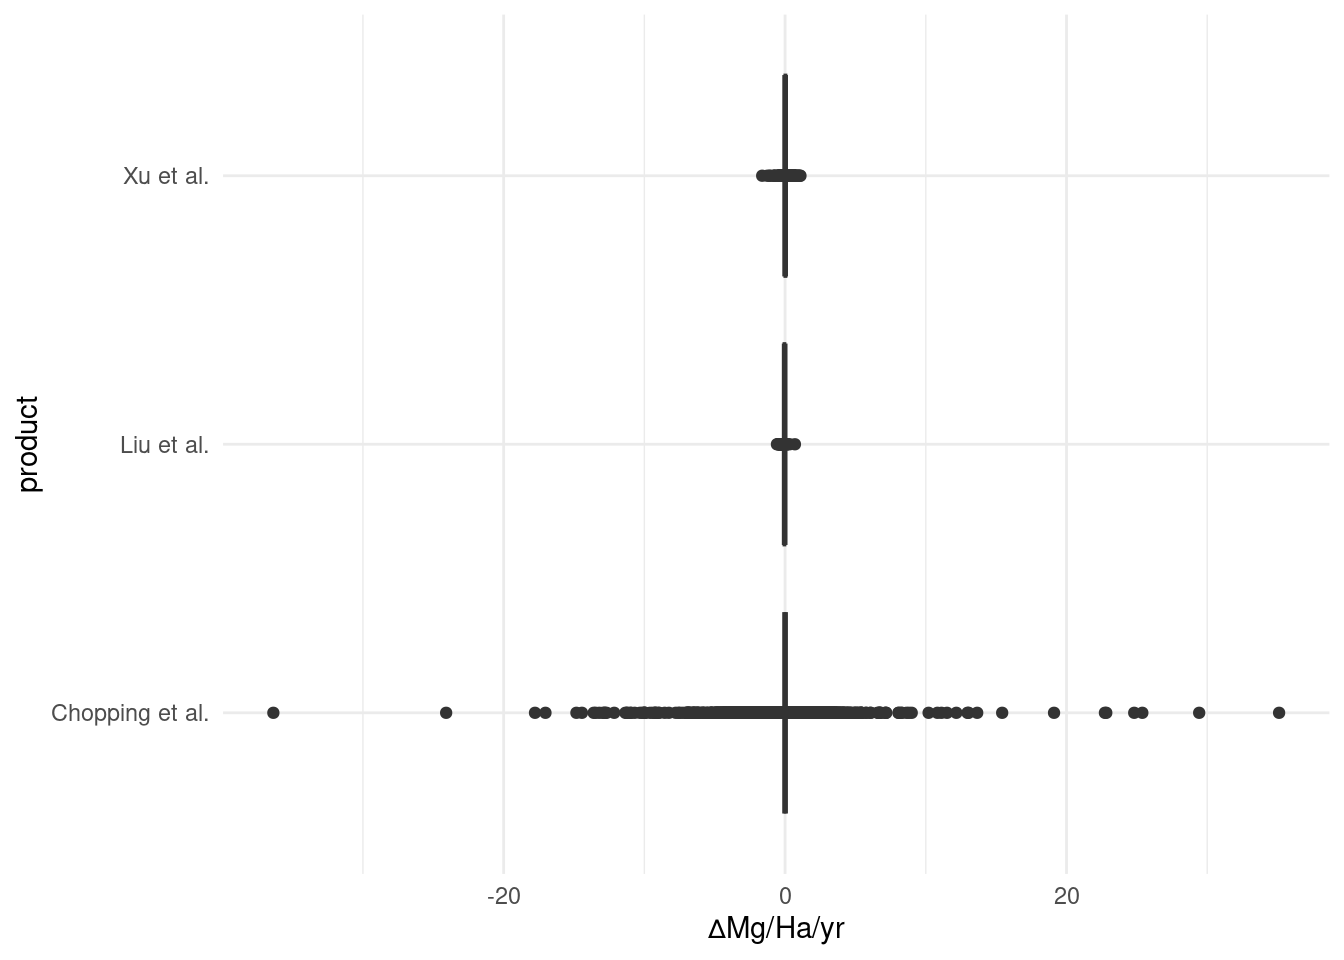 product
Xu et al.
Liu et al.
Chopping et al.
-20 0 20
ΔMg/Ha/yr